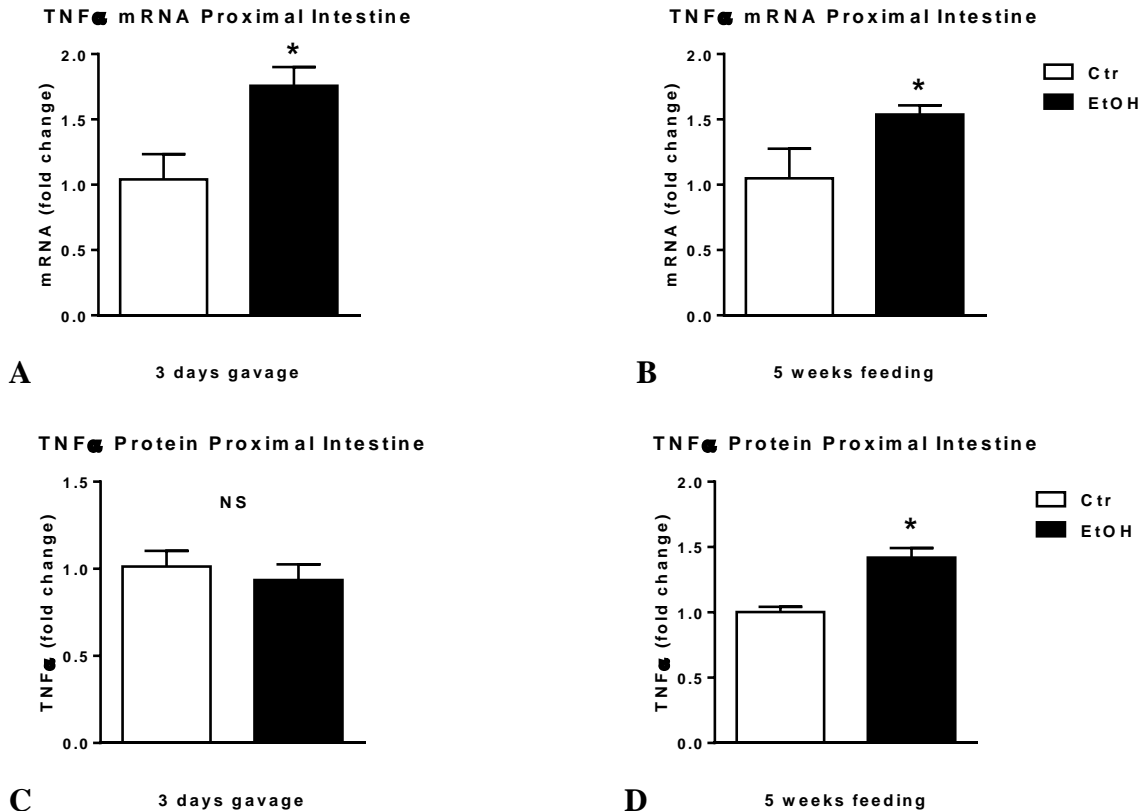 TNFα mRNA Proximal Intestine
*
2.0
1.5
1.0
0.5
0.0
mRNA (fold change)
A
3 days gavage
TNFα mRNA Proximal Intestine
*
2.0
1.5
1.0
0.5
0.0
mRNA (fold change)
Ctr
EtOH
B
5 weeks feeding
TNFα Protein Proximal Intestine
NS
1.5
1.0
0.5
0.0
TNFα (fold change)
C
3 days gavage
TNFα Protein Proximal Intestine
*
2.0
1.5
1.0
0.5
0.0
TNFα (fold change)
Ctr
EtOH
D
5 weeks feeding